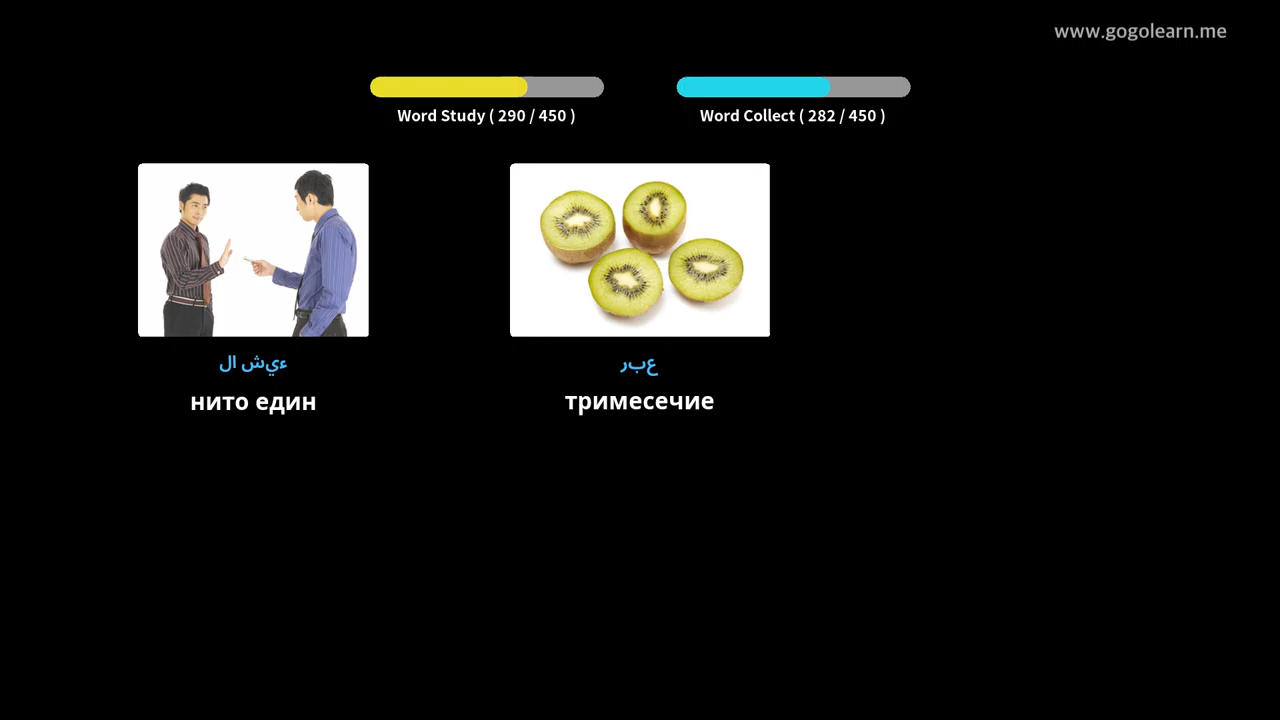 www.gogolearn.me
Word Study ( 290 / 450 )
Word Collect ( 282 / 450 )
ءيش ال
нито един
عبر
тримесечие